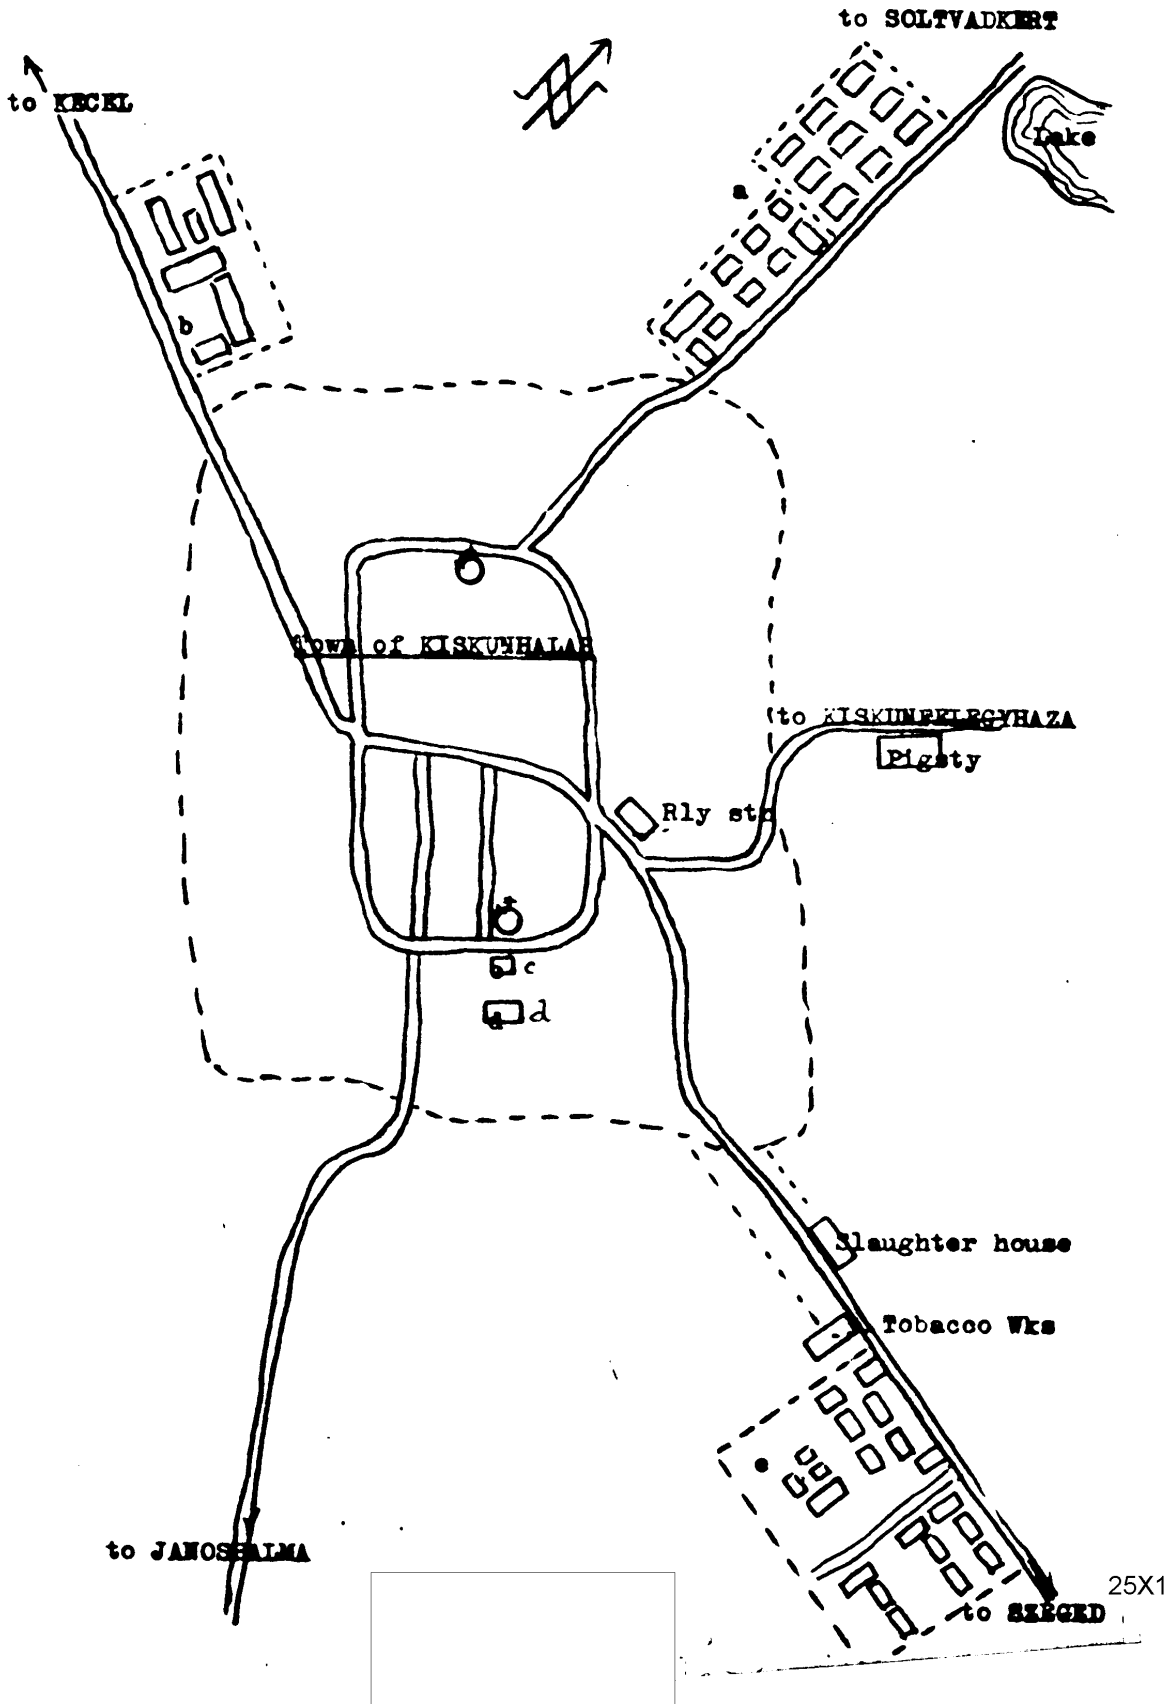 to SOLTVADKERT
N
to KECEL
Lake
a
b
Town of KISKUNHALAS
to KISKUNFELEGYHAZA
Pigsty
Rly stn
c
d d
Slaughter house
Tobacco Wks
e
to JANOSHALMA
25X1
to SZEGED